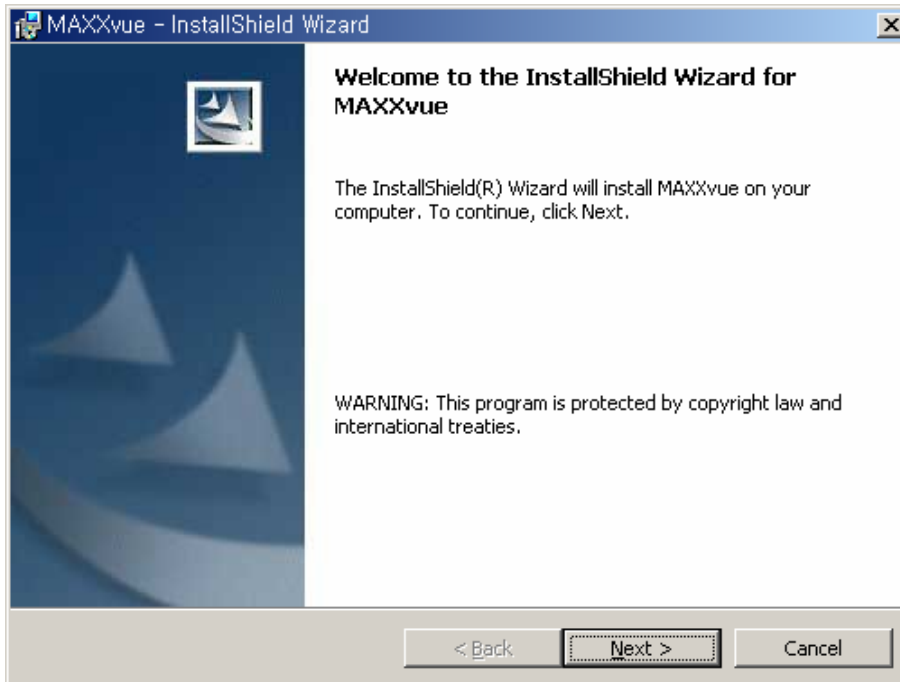 MAXXvue - InstallShield Wizard
Welcome to the InstallShield Wizard for
MAXXvue
The InstallShield(R) Wizard will install MAXXvue on your
computer. To continue, click Next.
WARNING: This program is protected by copyright law and
international treaties.
< Back Next > Cancel